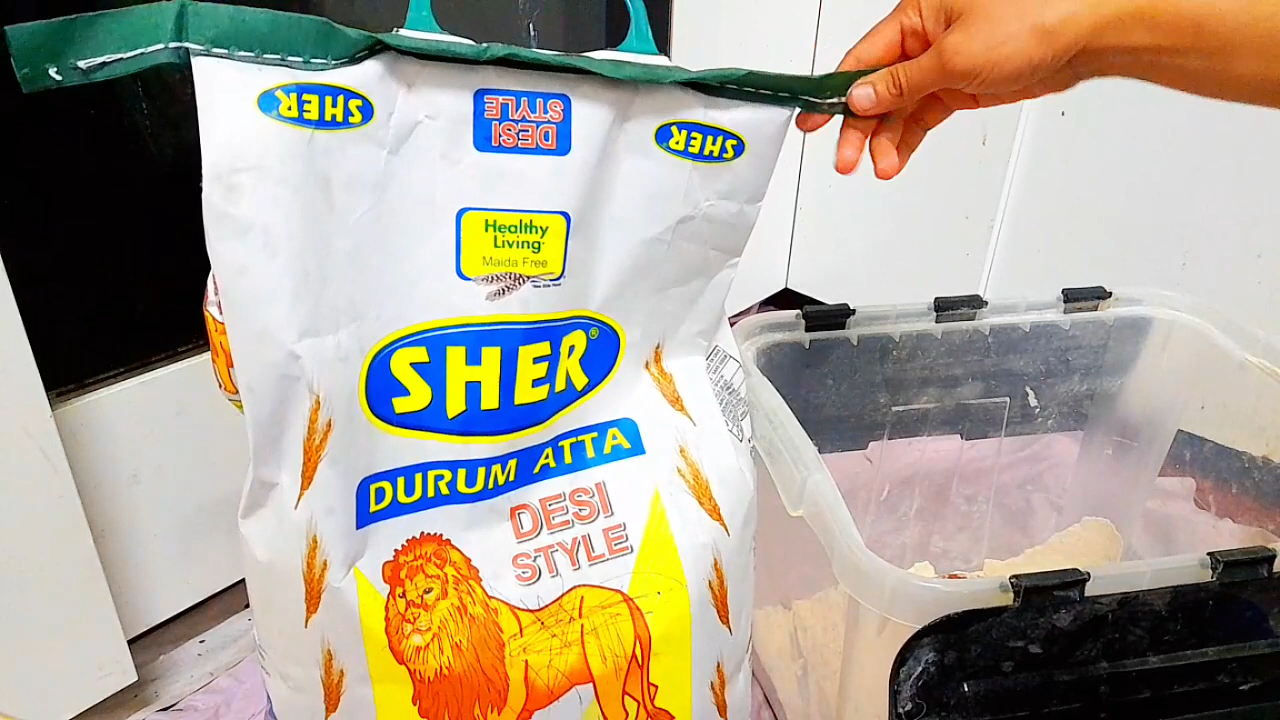 SHER
DESI
STYLE
SHER
Healthy
Living
Maida Free
SHER®
DURUM ATTA
DESI
STYLE